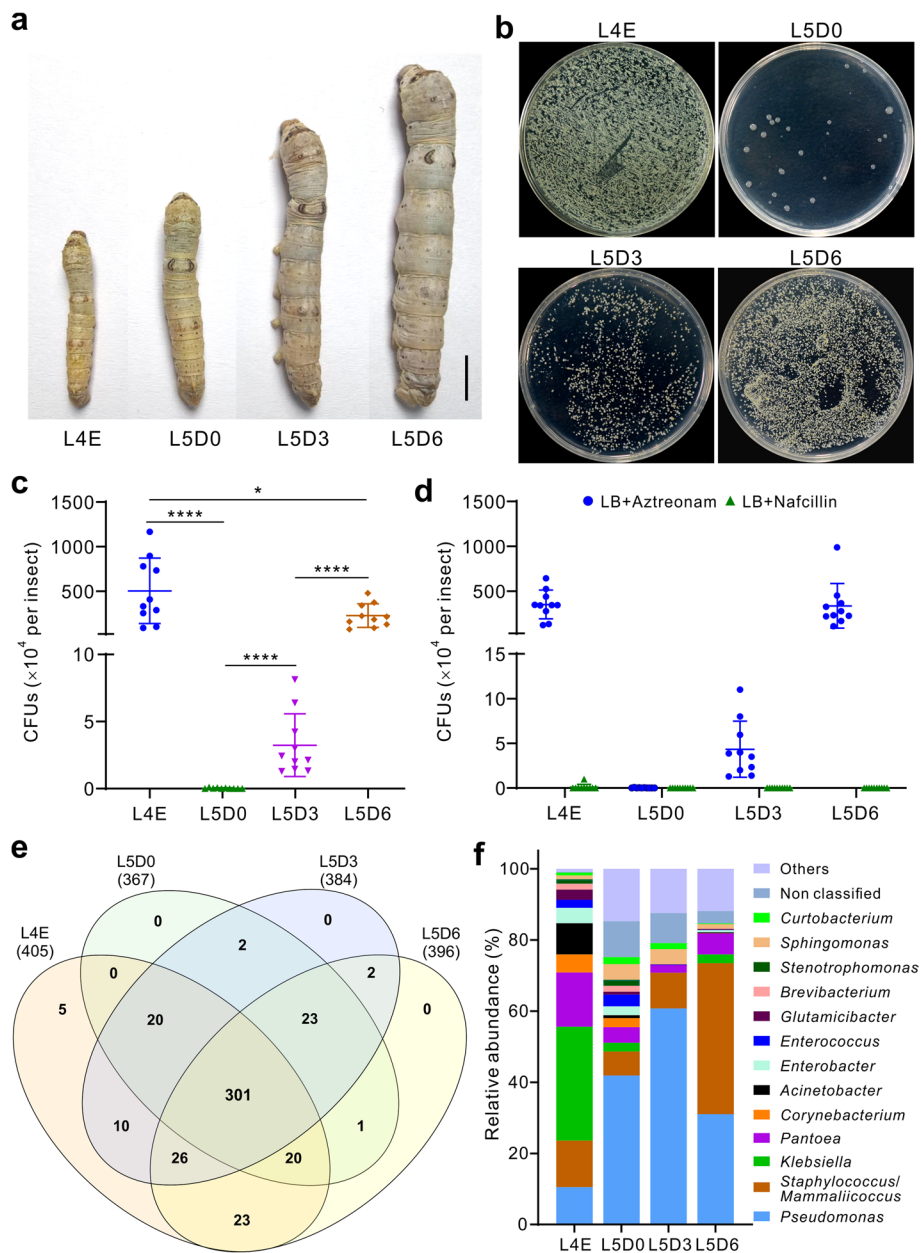 a
L4E
L5D0
L5D3
L5D6
b
L4E
L5D0
L5D3
L5D6
c
CFUs (×10⁴ per insect)
1500
1000
500
10
5
0
*
****
****
****
L4E
L5D0
L5D3
L5D6
d
LB+Aztreonam
LB+Nafcillin
CFUs (×10⁴ per insect)
1500
1000
500
15
10
5
0
L4E
L5D0
L5D3
L5D6
e
L5D0
(367)
L5D3
(384)
L4E
(405)
L5D6
(396)
0
0
2
5
0
2
0
20
23
301
10
1
26
20
23
f
Relative abundance (%)
100
80
60
40
20
0
L4E
L5D0
L5D3
L5D6
Others
Non classified
Curtobacterium
Sphingomonas
Stenotrophomonas
Brevibacterium
Glutamicibacter
Enterococcus
Enterobacter
Acinetobacter
Corynebacterium
Pantoea
Klebsiella
Staphylococcus/
Mammaliicoccus
Pseudomonas